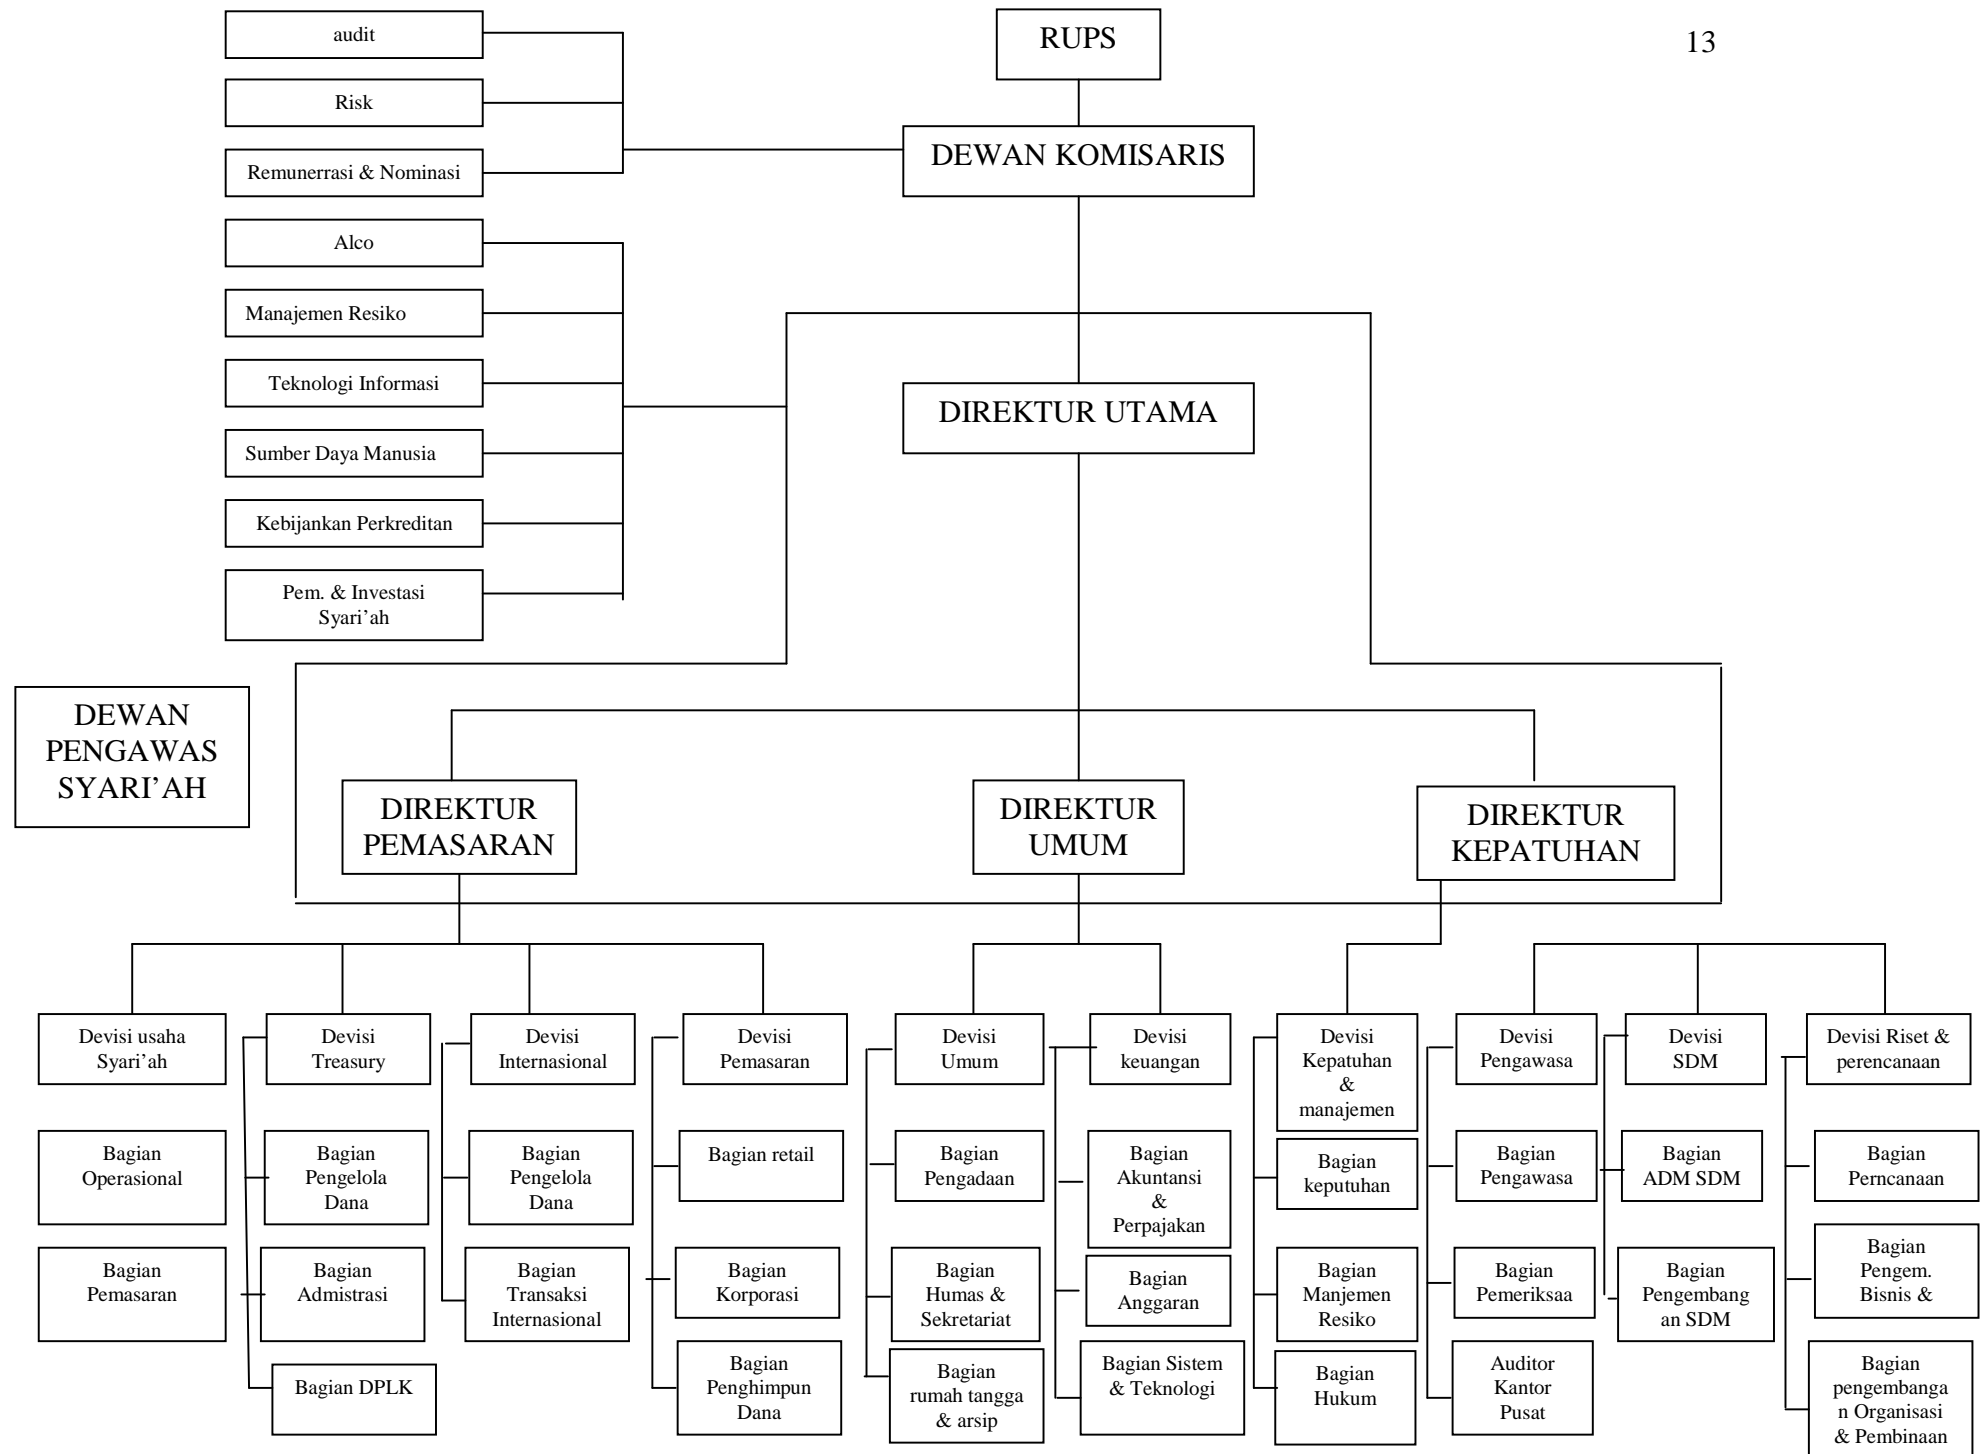 13
RUPS
DEWAN KOMISARIS
audit
Risk
Remunerrasi & Nominasi
Alco
Manajemen Resiko
Teknologi Informasi
Sumber Daya Manusia
Kebijankan Perkreditan
Pem. & Investasi
Syari’ah
DIREKTUR UTAMA
DEWAN
PENGAWAS
SYARI’AH
DIREKTUR
PEMASARAN
DIREKTUR
UMUM
DIREKTUR
KEPATUHAN
Devisi usaha
Syari’ah
Devisi
Treasury
Devisi
Internasional
Devisi
Pemasaran
Devisi
Umum
Devisi
keuangan
Devisi
Kepatuhan
&
manajemen
Devisi
Pengawasa
Devisi
SDM
Devisi Riset &
perencanaan
Bagian
Operasional
Bagian
Pengelola
Dana
Bagian
Pengelola
Dana
Bagian retail
Bagian
Pengadaan
Bagian
Akuntansi
&
Perpajakan
Bagian
keputuhan
Bagian
Pengawasa
Bagian
ADM SDM
Bagian
Perncanaan
Bagian
Pemasaran
Bagian
Admistrasi
Bagian
Transaksi
Internasional
Bagian
Korporasi
Bagian
Humas &
Sekretariat
Bagian
Anggaran
Bagian
Manjemen
Resiko
Bagian
Pemeriksaa
Bagian
Pengembang
an SDM
Bagian
Pengem.
Bisnis &
Bagian DPLK
Bagian
Penghimpun
Dana
Bagian
rumah tangga
& arsip
Bagian Sistem
& Teknologi
Bagian
Hukum
Auditor
Kantor
Pusat
Bagian
pengembanga
n Organisasi
& Pembinaan